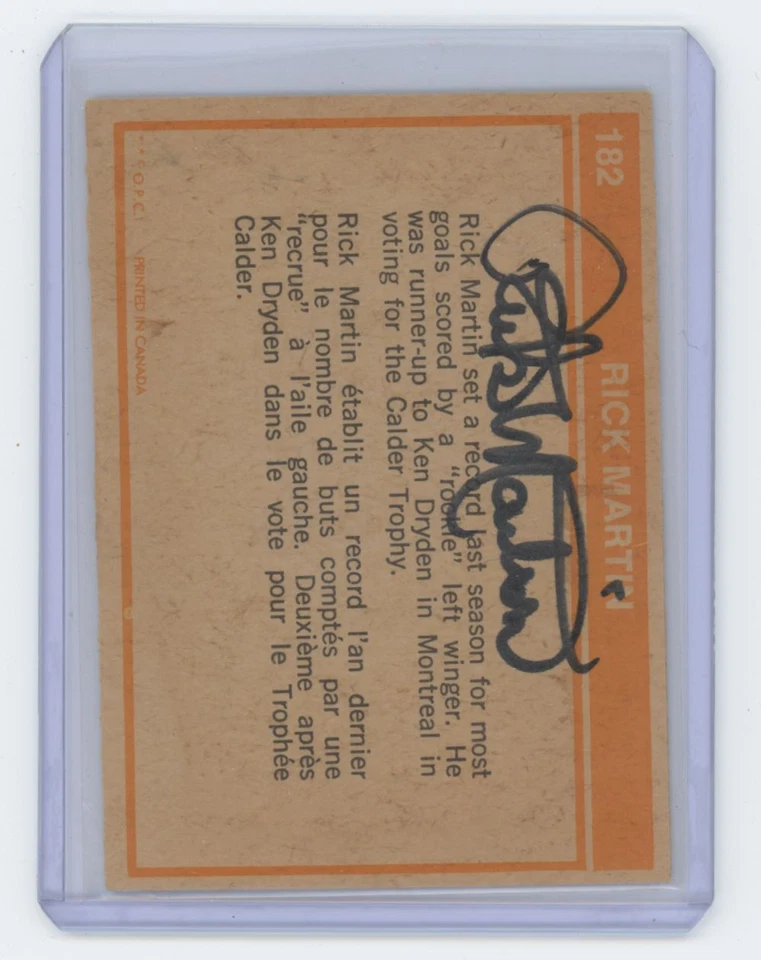 182
RICK MARTIN
Rick Martin set a record last season for most
goals scored by a "rookie" left winger. He
was runner-up to Ken Dryden in Montreal in
voting for the Calder Trophy.
Rick Martin établit un record l'an dernier
pour le nombre de buts comptés par une
"recrue" à l'aile gauche. Deuxième après
Ken Dryden dans le vote pour le Trophée
Calder.
*** © O.P.C. PRINTED IN CANADA